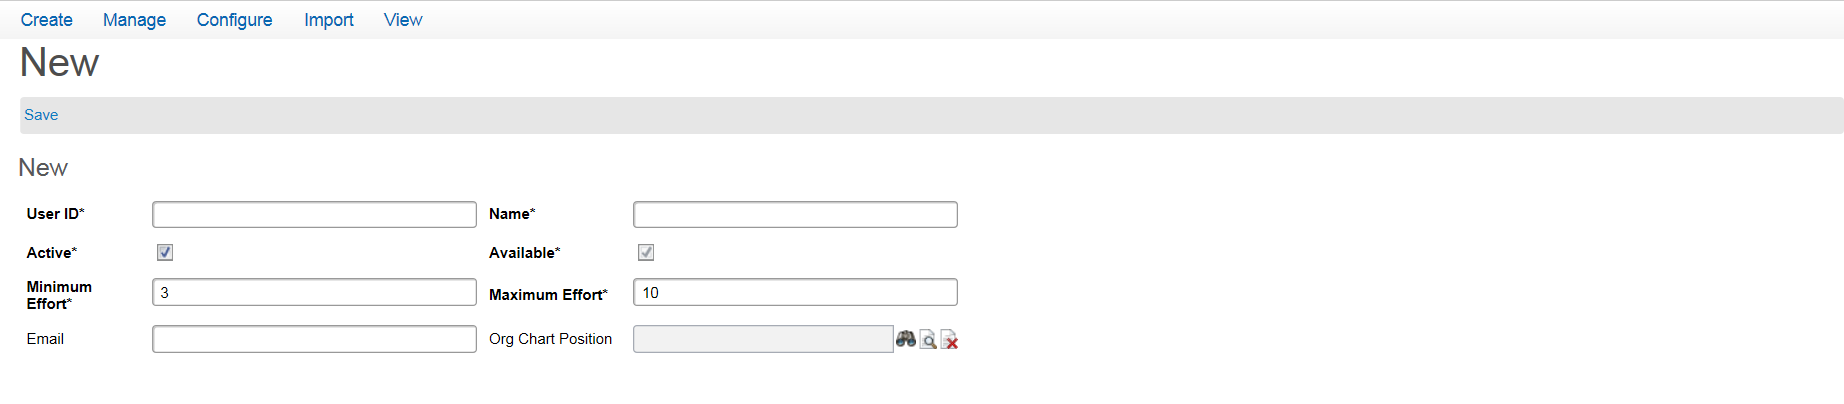 Create Manage Configure Import View
New
Save
New
User ID* Name*
Active* Available*
Minimum Effort* 3 Maximum Effort* 10
Email Org Chart Position